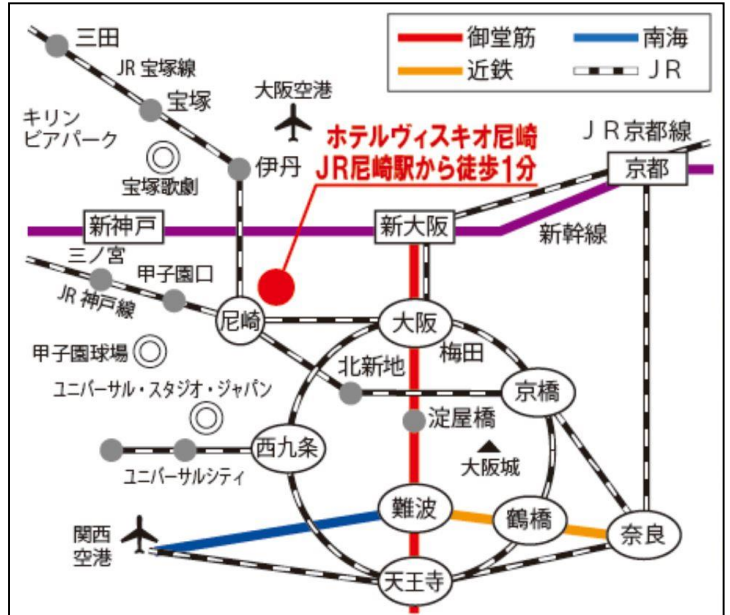 三田
JR 宝塚線
宝塚
キリン
ビアパーク
宝塚歌劇
伊丹
大阪空港
御堂筋
南海
近鉄
ＪＲ
ホテルヴィスキオ尼崎
JR尼崎駅から徒歩1分
ＪＲ京都線
京都
新神戸
新大阪
新幹線
三ノ宮
甲子園口
JR 神戸線
尼崎
大阪
梅田
甲子園球場
北新地
京橋
ユニバーサル・スタジオ・ジャパン
淀屋橋
西九条
大阪城
ユニバーサルシティ
難波
鶴橋
奈良
関西
空港
天王寺